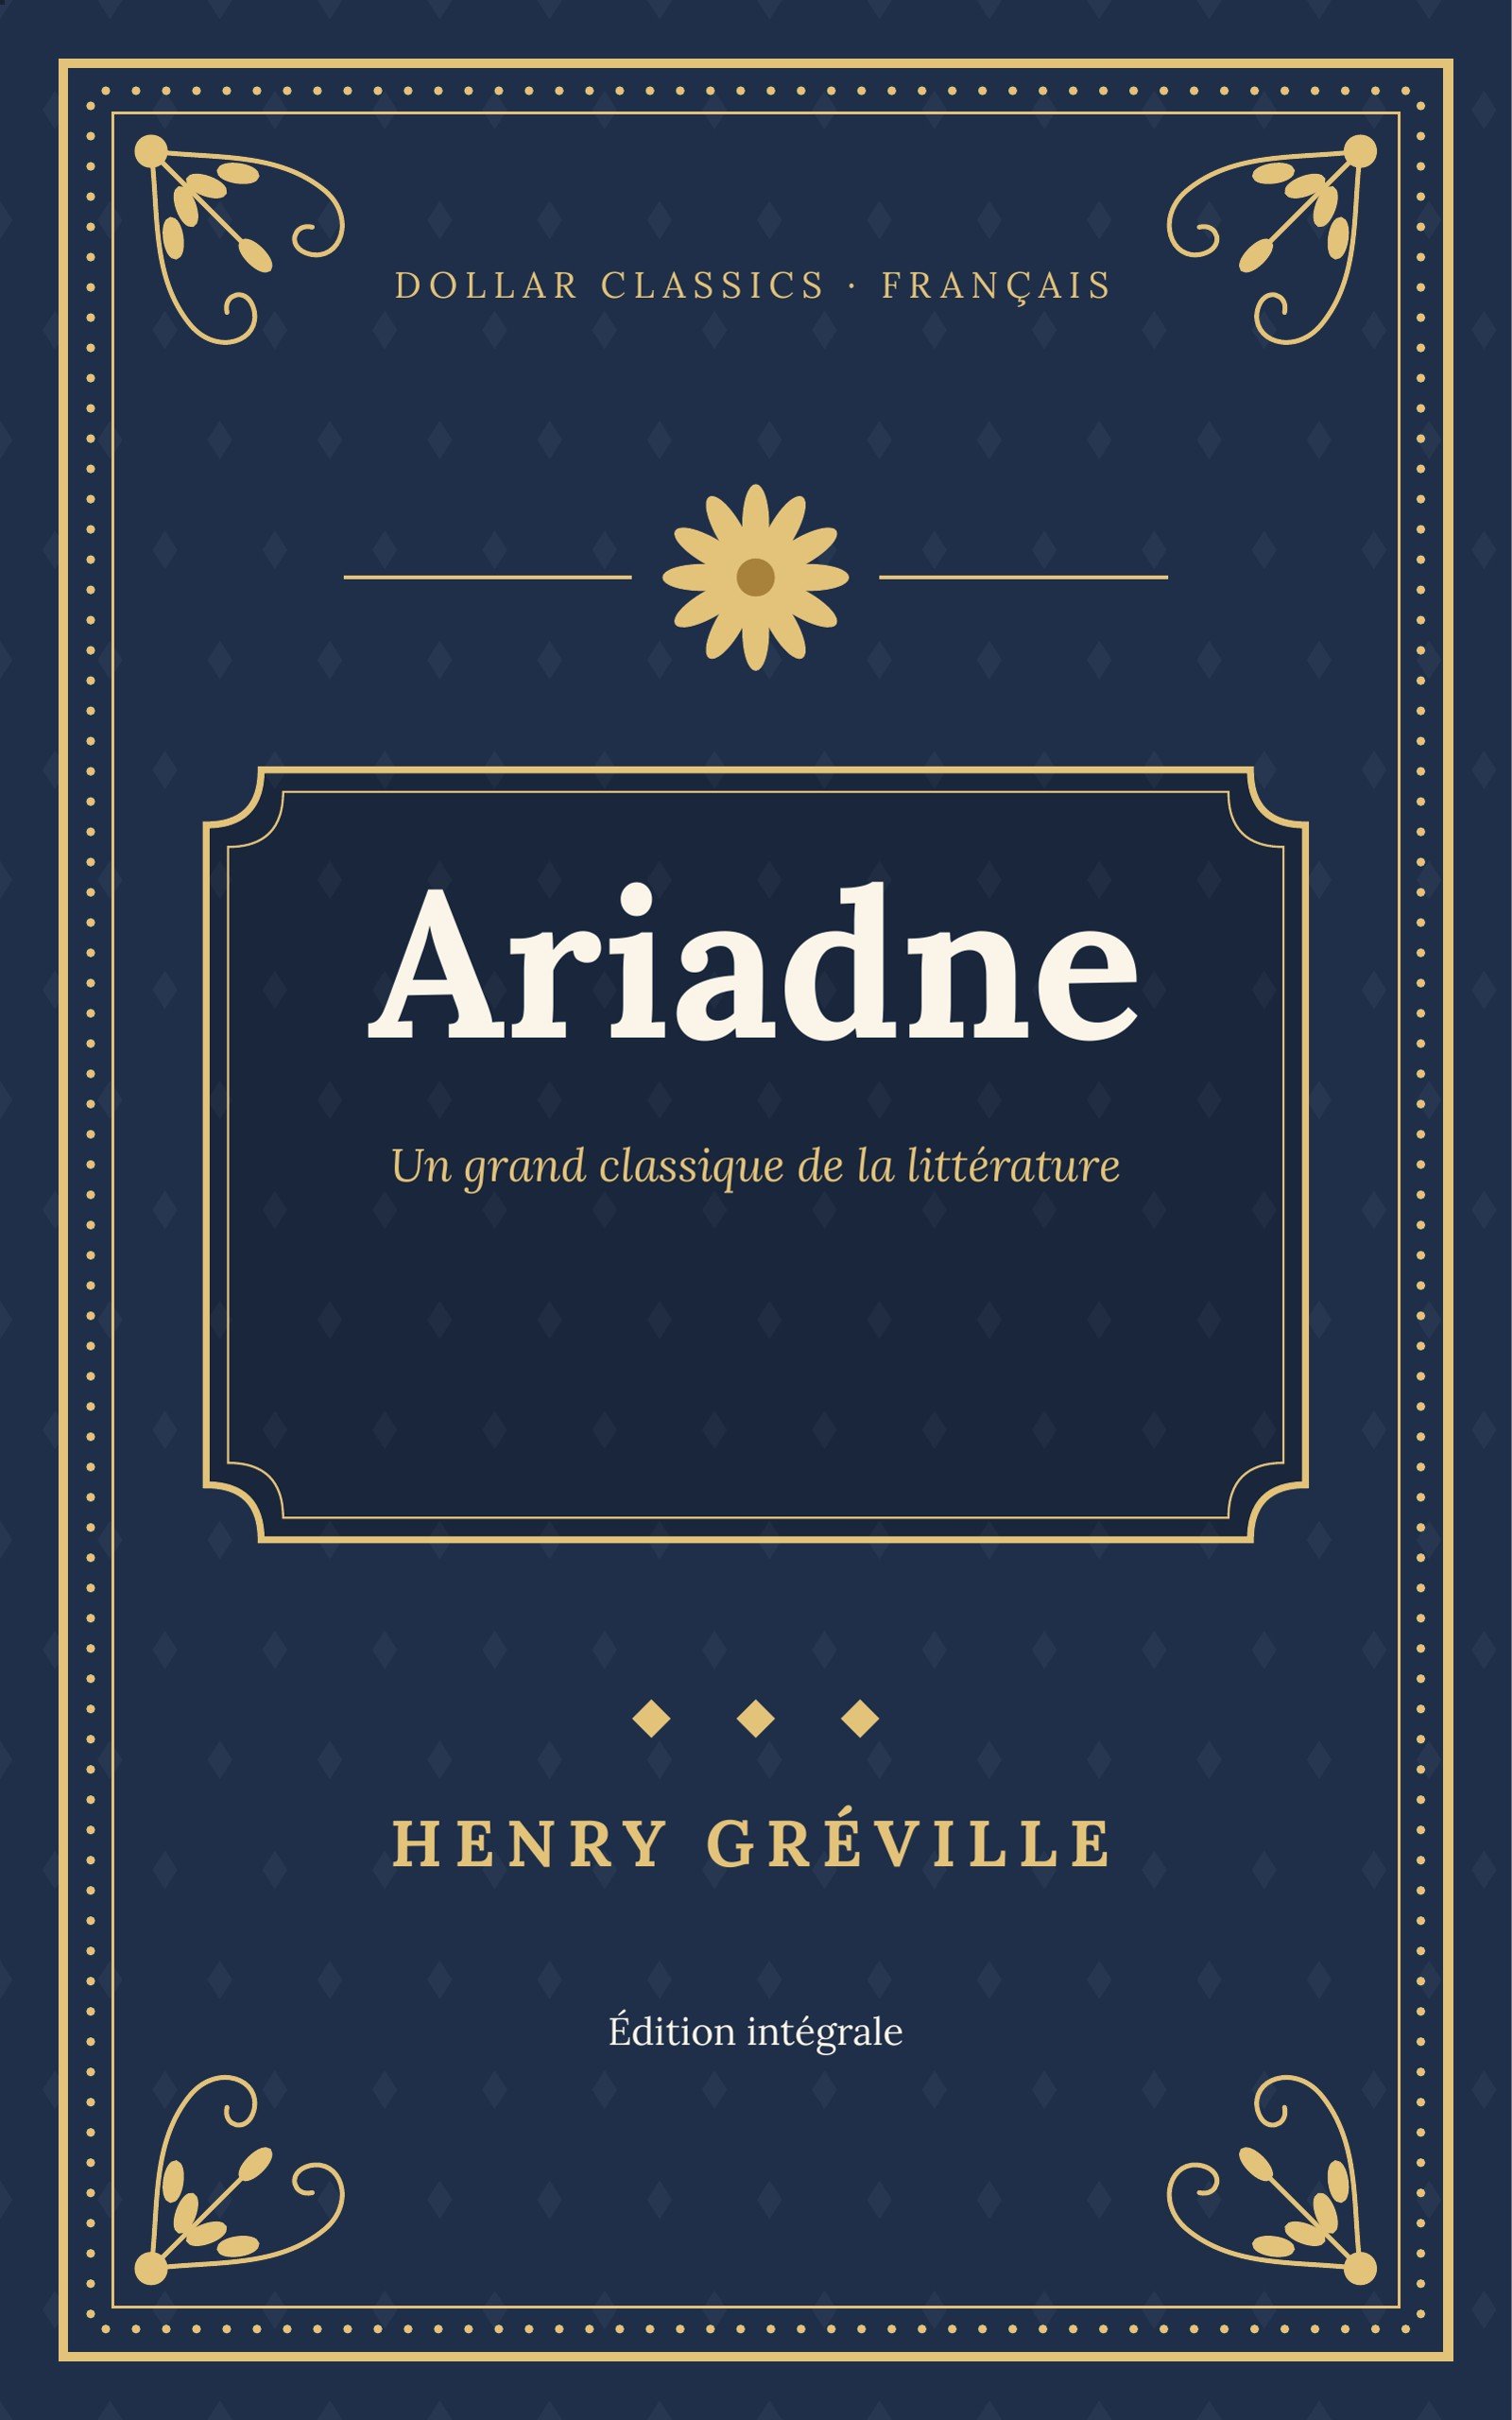 DOLLAR CLASSICS · FRANÇAIS
Ariadne
Un grand classique de la littérature
HENRY GRÉVILLE
Édition intégrale